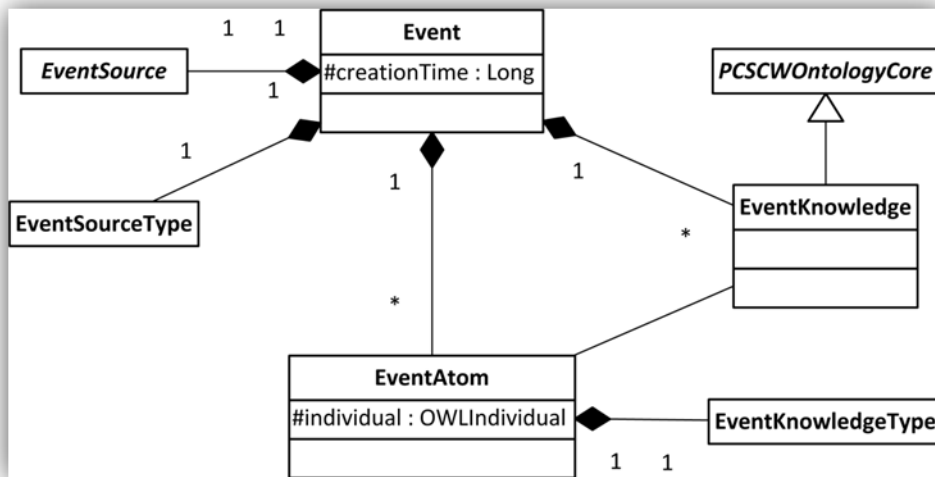 1 1
Event
EventSource
#creationTime : Long
PCSCWOntologyCore
1
1
1
1
EventSourceType
EventKnowledge
*
*
EventAtom
#individual : OWLIndividual
EventKnowledgeType
1 1